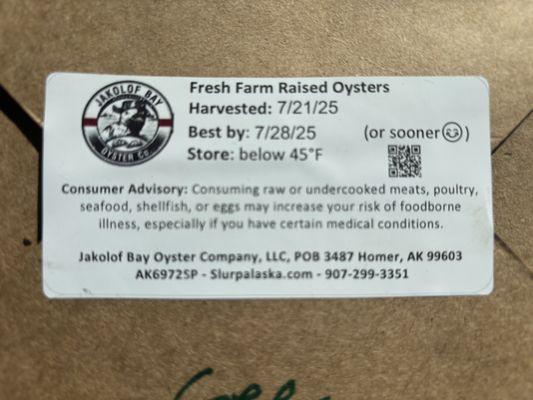 JAKOLOF BAY
OYSTER Co.
Fresh Farm Raised Oysters
Harvested: 7/21/25
Best by: 7/28/25 (or sooner😊)
Store: below 45°F
Consumer Advisory: Consuming raw or undercooked meats, poultry,
seafood, shellfish, or eggs may increase your risk of foodborne
illness, especially if you have certain medical conditions.
Jakolof Bay Oyster Company, LLC, POB 3487 Homer, AK 99603
AK6972SP - Slurpalaska.com - 907-299-3351